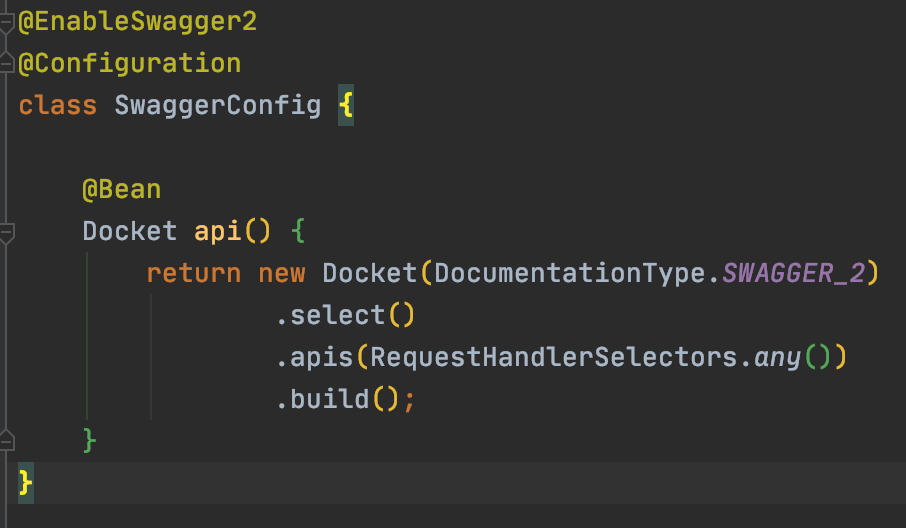 @EnableSwagger2
@Configuration
class SwaggerConfig {
@Bean
Docket api() {
return new Docket(DocumentationType.SWAGGER_2)
.select()
.apis(RequestHandlerSelectors.any())
.build();
}
}